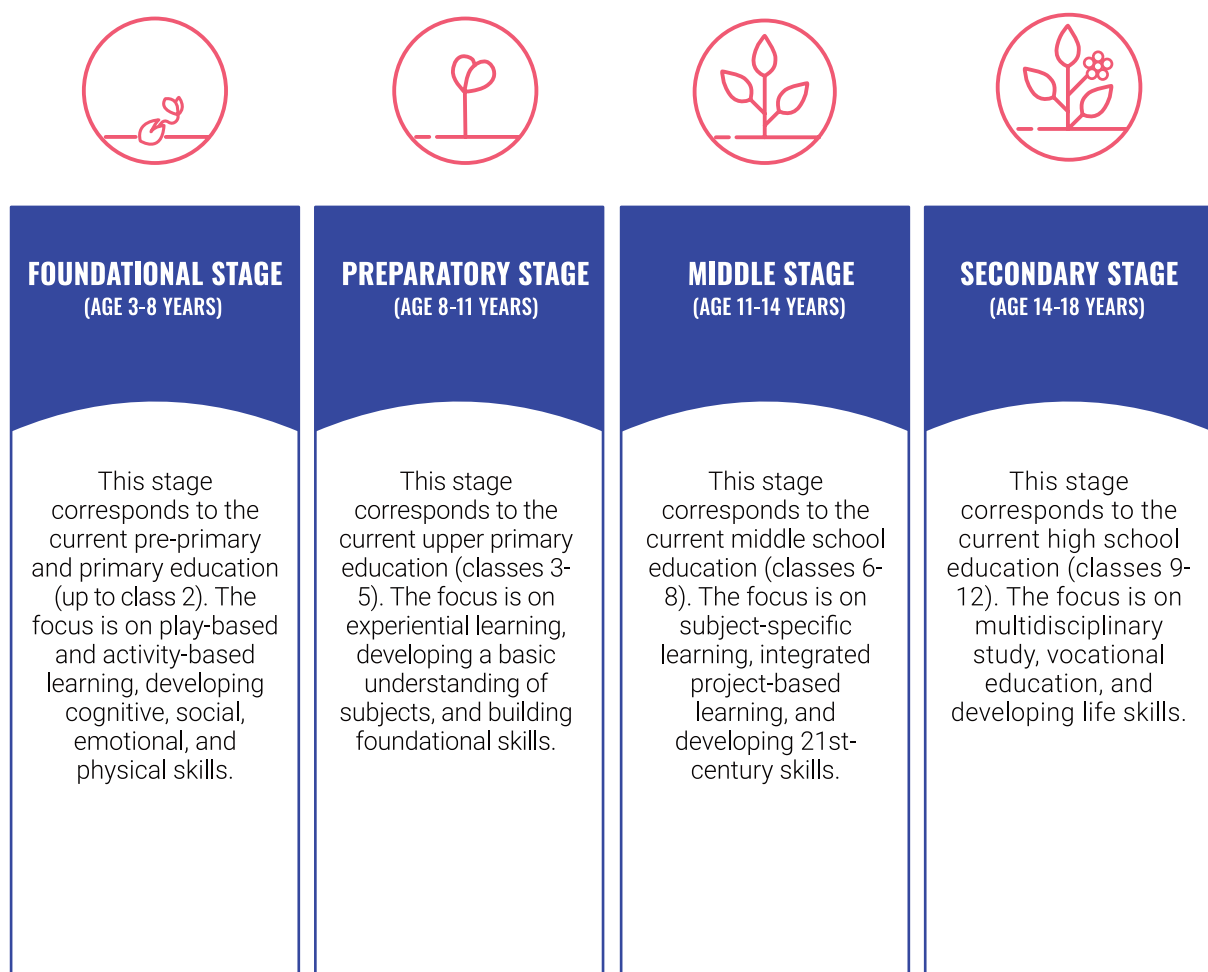 FOUNDATIONAL STAGE
(AGE 3-8 YEARS)
This stage
corresponds to the
current pre-primary
and primary education
(up to class 2). The
focus is on play-based
and activity-based
learning, developing
cognitive, social,
emotional, and
physical skills.
PREPARATORY STAGE
(AGE 8-11 YEARS)
This stage
corresponds to the
current upper primary
education (classes 3-
5). The focus is on
experiential learning,
developing a basic
understanding of
subjects, and building
foundational skills.
MIDDLE STAGE
(AGE 11-14 YEARS)
This stage
corresponds to the
current middle school
education (classes 6-
8). The focus is on
subject-specific
learning, integrated
project-based
learning, and
developing 21st-
century skills.
SECONDARY STAGE
(AGE 14-18 YEARS)
This stage
corresponds to the
current high school
education (classes 9-
12). The focus is on
multidisciplinary
study, vocational
education, and
developing life skills.